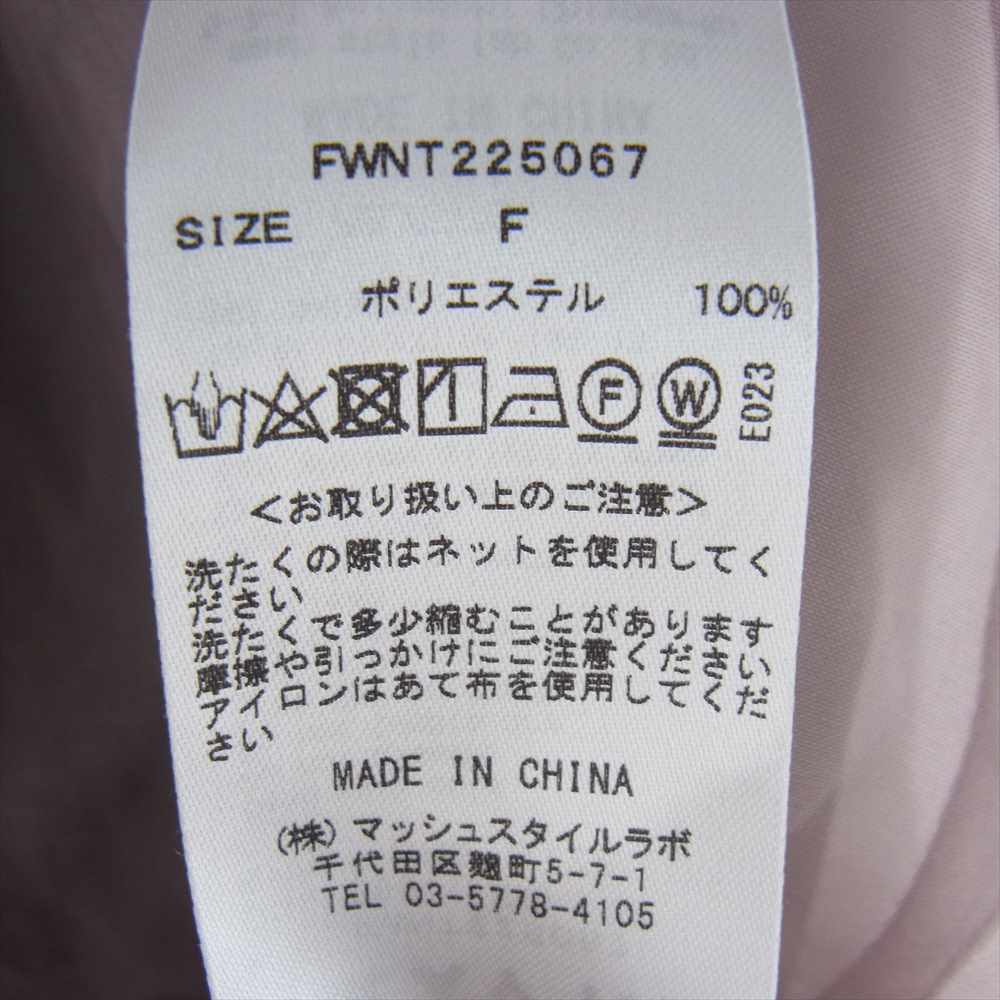 FWNT225067
SIZE F
ポリエステル 100%
F W E023
<お取り扱い上のご注意>
洗たくの際はネットを使用してく
ださい
洗たくで多少縮むことがあります
摩擦や引っかけにご注意ください
アイロンはあて布を使用してくだ
さい
MADE IN CHINA
(株)マッシュスタイルラボ
千代田区麹町5-7-1
TEL 03-5778-4105